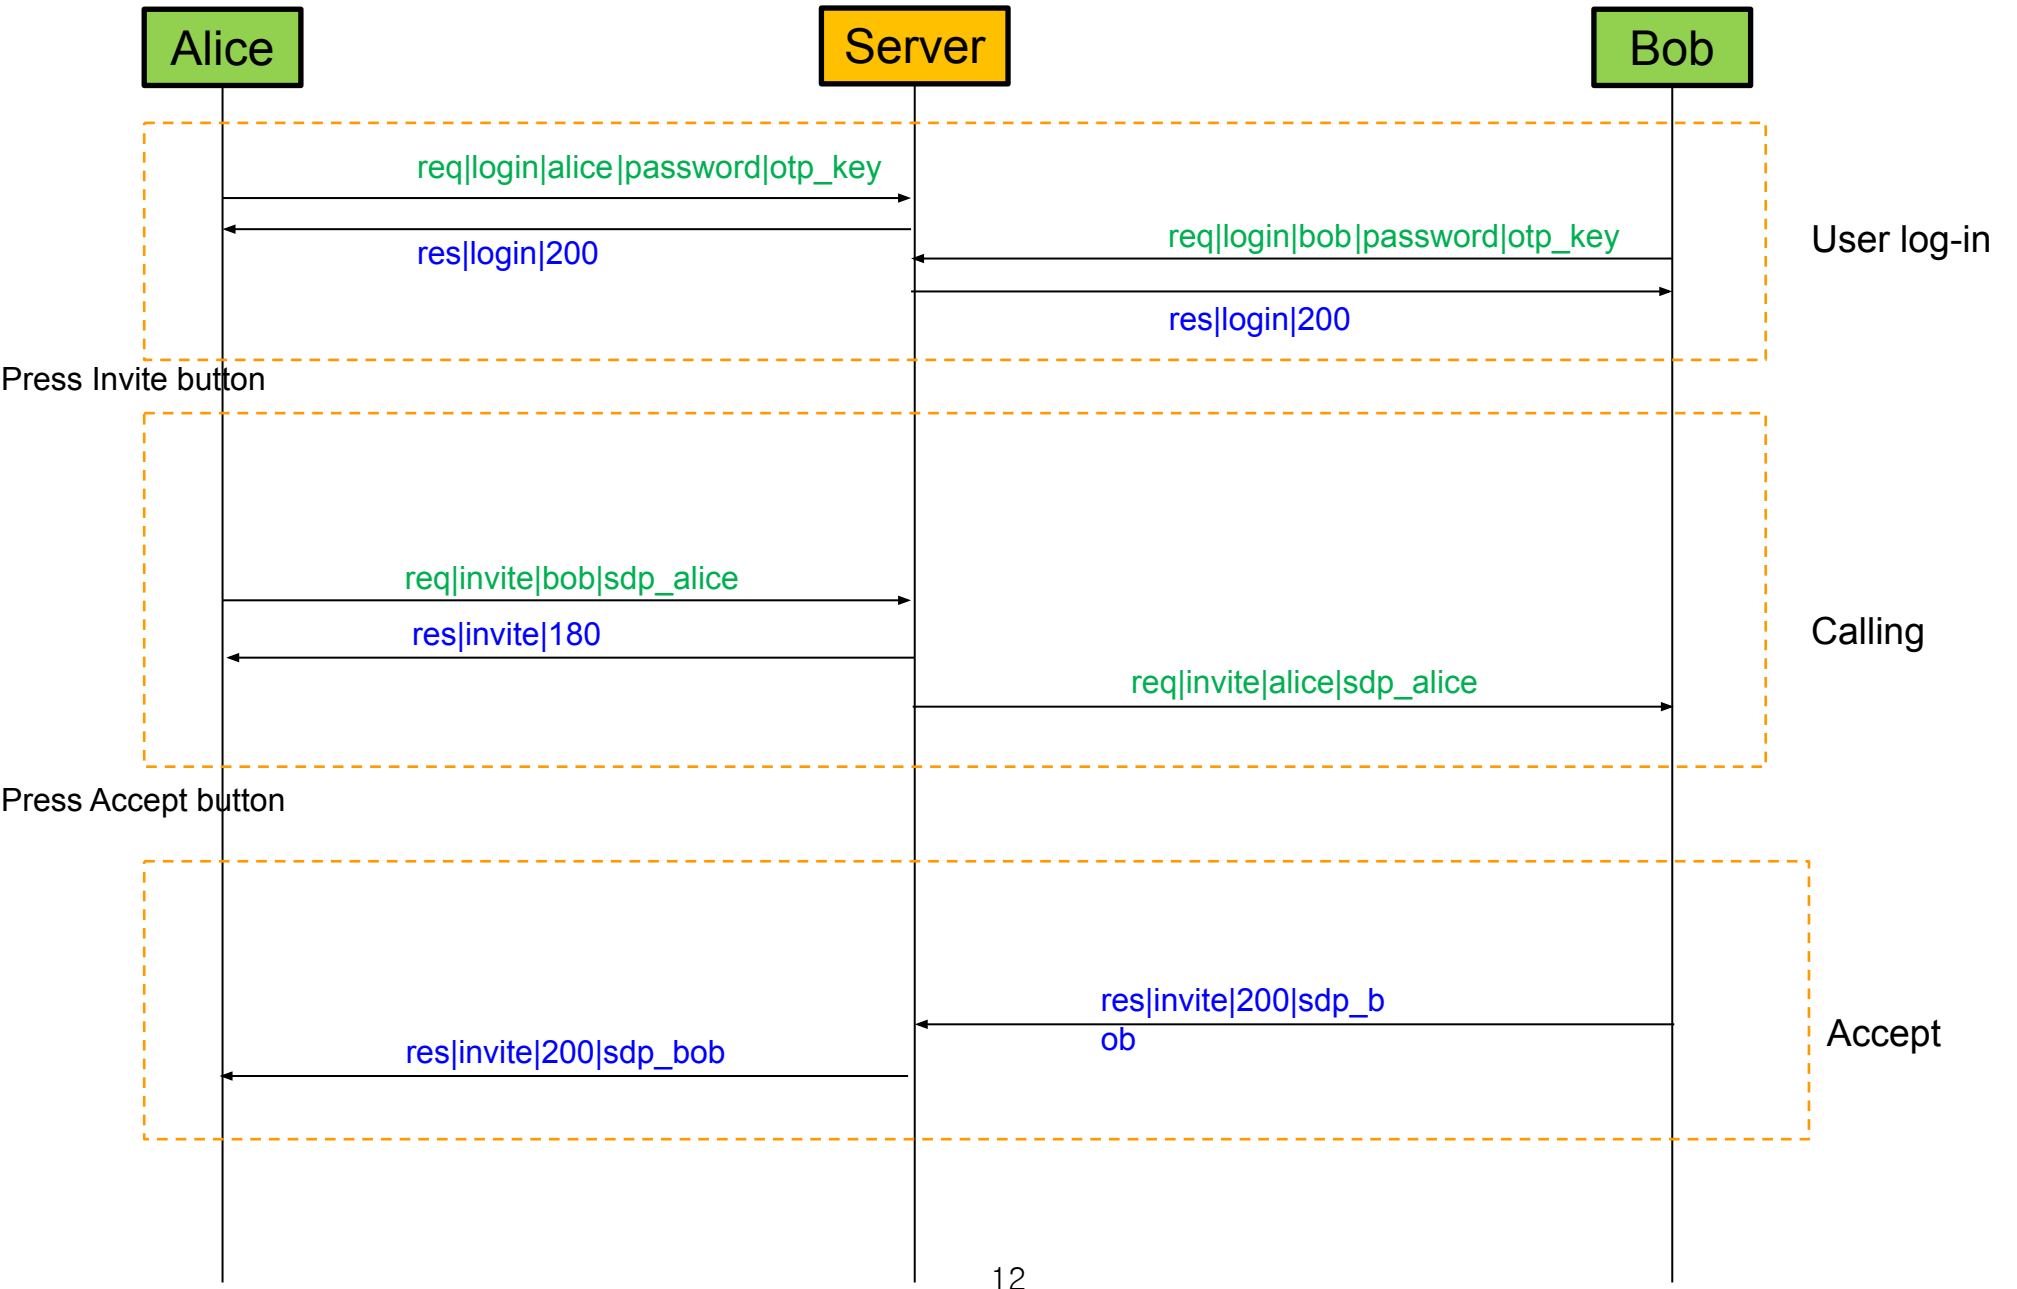 Alice
Server
Bob
req|login|alice|password|otp_key
res|login|200
req|login|bob|password|otp_key
res|login|200
User log-in
Press Invite button
req|invite|bob|sdp_alice
res|invite|180
req|invite|alice|sdp_alice
Calling
Press Accept button
res|invite|200|sdp_b
ob
res|invite|200|sdp_bob
Accept
12